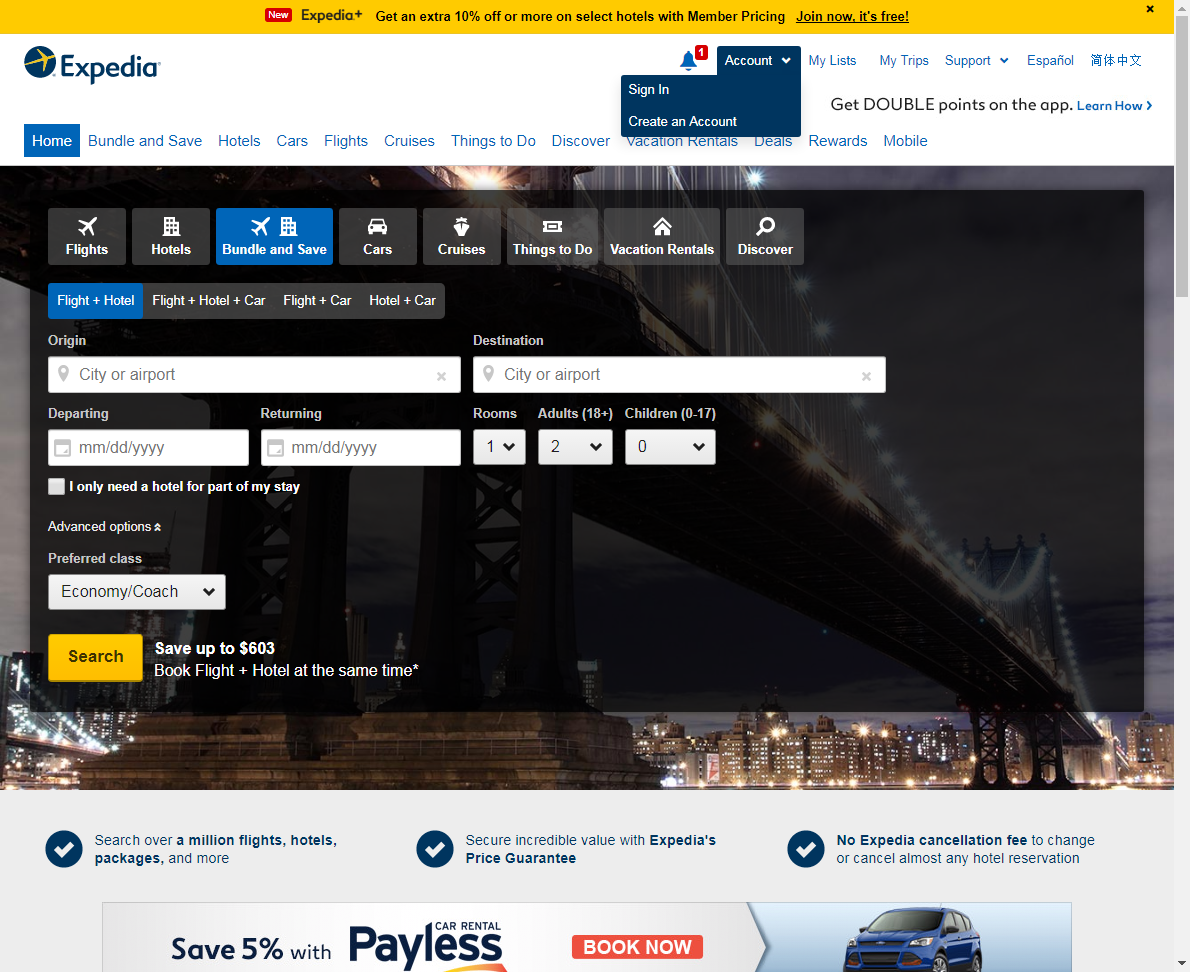 New Expedia+ Get an extra 10% off or more on select hotels with Member Pricing Join now, it's free!
Expedia
1
Account My Lists My Trips Support Español 简体中文
Sign In
Create an Account
Get DOUBLE points on the app. Learn How
Home Bundle and Save Hotels Cars Flights Cruises Things to Do Discover Vacation Rentals Deals Rewards Mobile
Flights Hotels Bundle and Save Cars Cruises Things to Do Vacation Rentals Discover
Flight + Hotel Flight + Hotel + Car Flight + Car Hotel + Car
Origin Destination
City or airport City or airport
Departing Returning Rooms Adults (18+) Children (0-17)
mm/dd/yyyy mm/dd/yyyy 1 2 0
I only need a hotel for part of my stay
Advanced options
Preferred class
Economy/Coach
Search
Save up to $603
Book Flight + Hotel at the same time*
Search over a million flights, hotels,
packages, and more
Secure incredible value with Expedia's
Price Guarantee
No Expedia cancellation fee to change
or cancel almost any hotel reservation
Save 5% with
CAR RENTAL
Payless
BOOK NOW